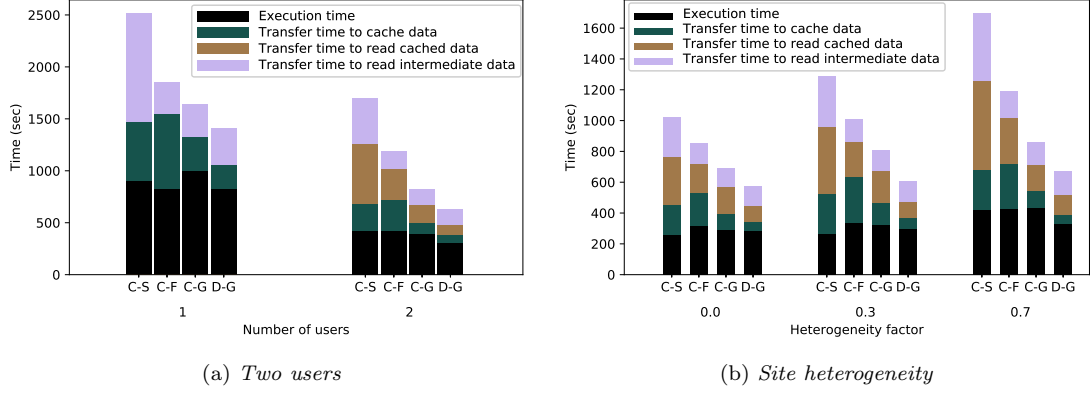 2500
2000
1500
1000
500
0
Time (sec)
Execution time
Transfer time to cache data
Transfer time to read cached data
Transfer time to read intermediate data
C-S C-F C-G D-G
C-S C-F C-G D-G
1
2
Number of users
(a) Two users
1600
1400
1200
1000
800
600
400
200
0
Time (sec)
Execution time
Transfer time to cache data
Transfer time to read cached data
Transfer time to read intermediate data
C-S C-F C-G D-G
C-S C-F C-G D-G
C-S C-F C-G D-G
0.0
0.3
0.7
Heterogeneity factor
(b) Site heterogeneity